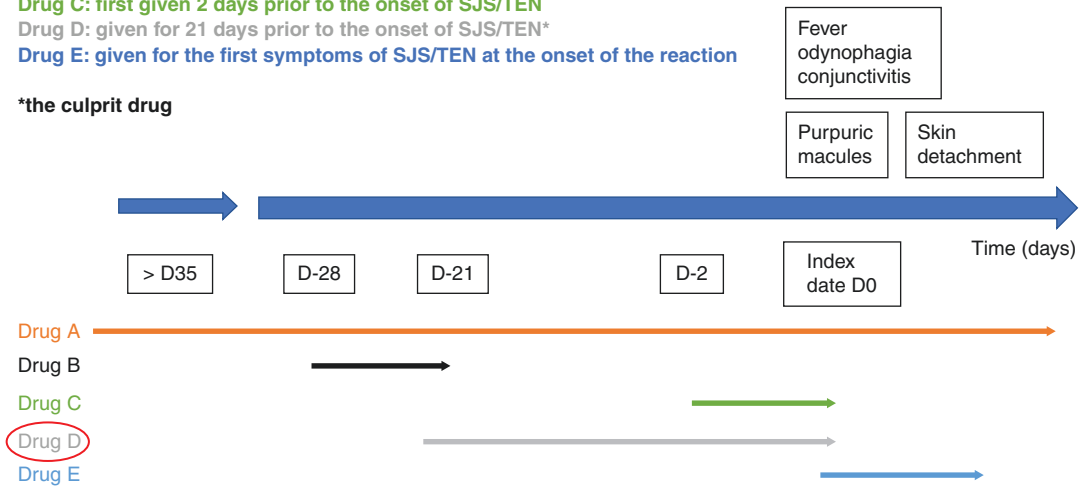 Drug C: first given 2 days prior to the onset of SJS/TEN
Drug D: given for 21 days prior to the onset of SJS/TEN*
Drug E: given for the first symptoms of SJS/TEN at the onset of the reaction
*the culprit drug
Fever
odynophagia
conjunctivitis
Purpuric
macules
Skin
detachment
Time (days)
> D35
D-28
D-21
D-2
Index
date D0
Drug A
Drug B
Drug C
Drug D
Drug E